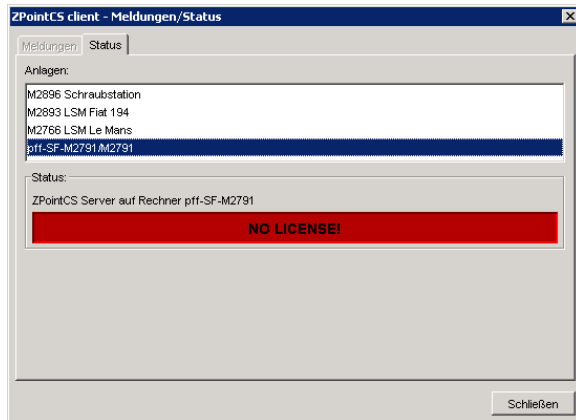 ZPointCS client - Meldungen/Status
Meldungen Status
Anlagen:
M2896 Schraubstation
M2893 LSM Fiat 194
M2766 LSM Le Mans
pff-SF-M2791/M2791
Status:
ZPointCS Server auf Rechner pff-SF-M2791
NO LICENSE!
Schließen